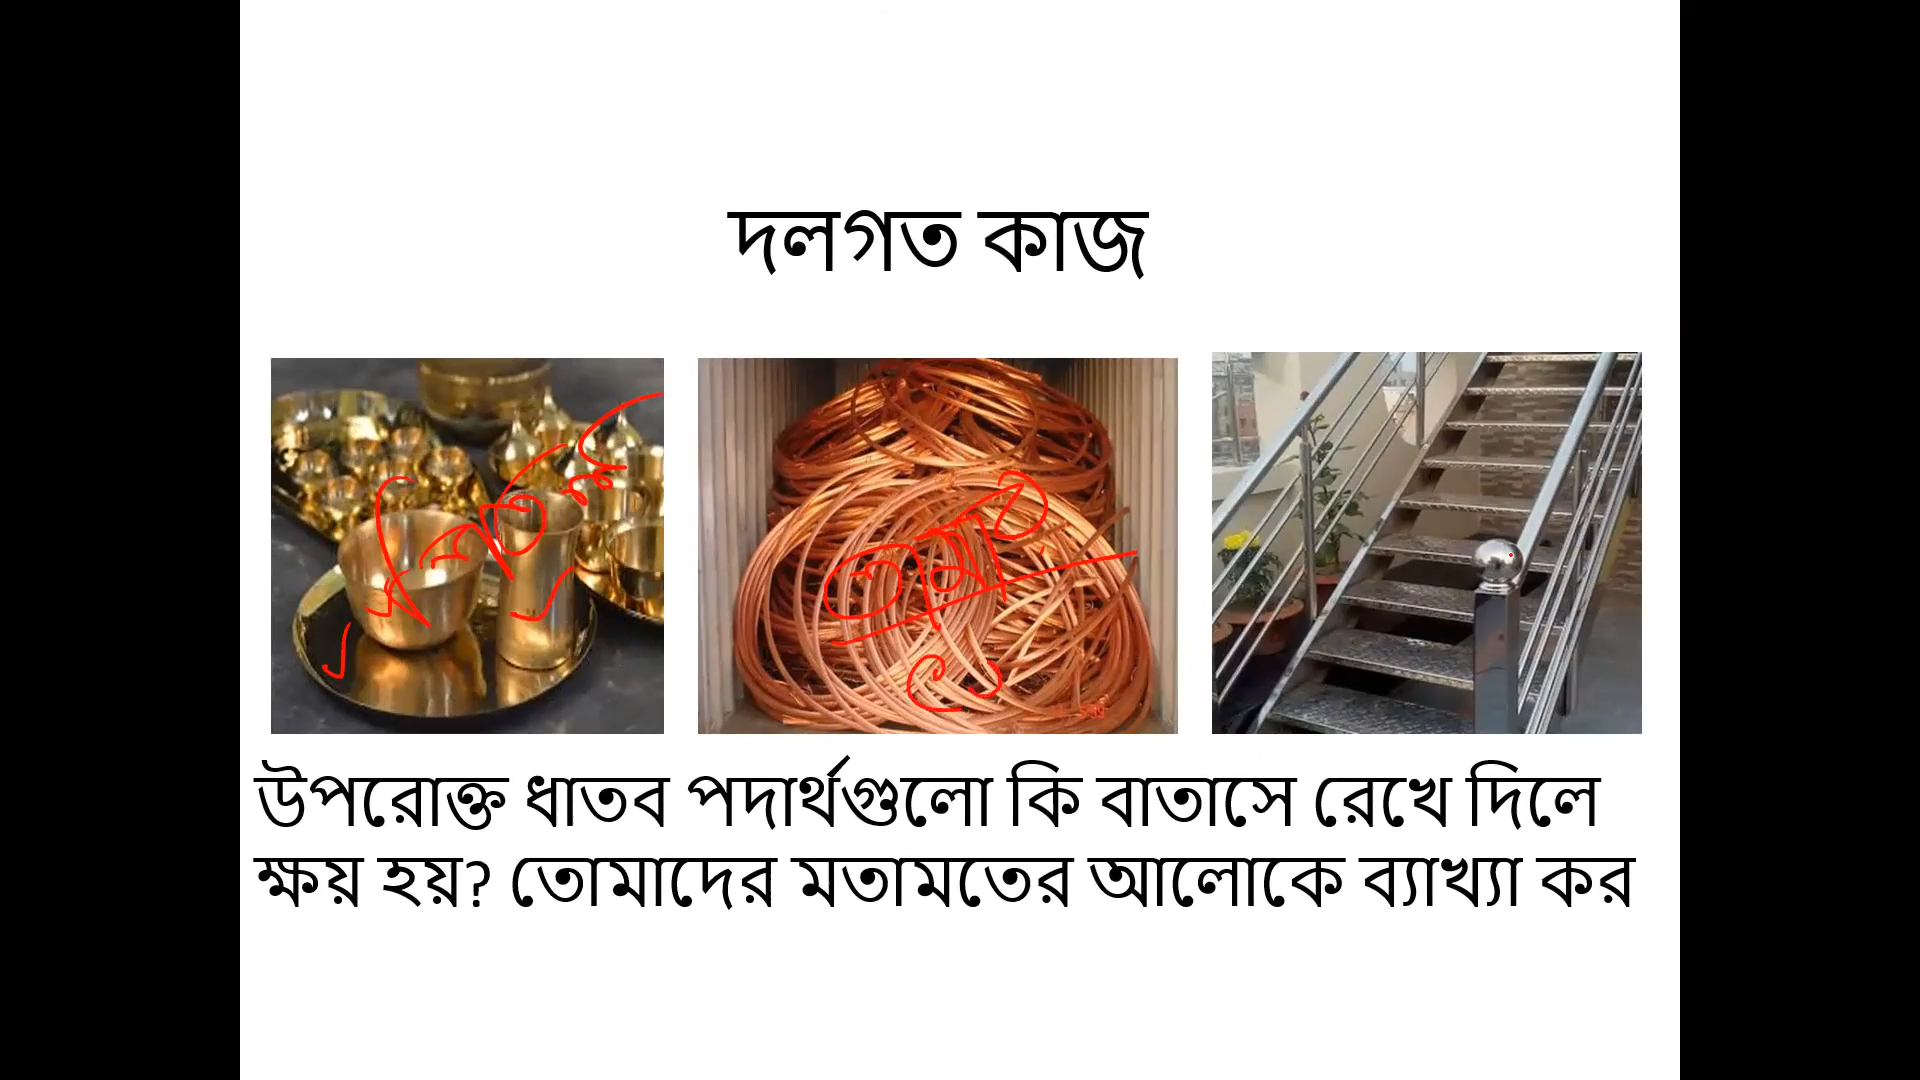 দলগত কাজ
তামার
উপরোক্ত ধাতব পদার্থগুলো কি বাতাসে রেখে দিলে
ক্ষয় হয়? তোমাদের মতামতের আলোকে ব্যাখ্যা কর